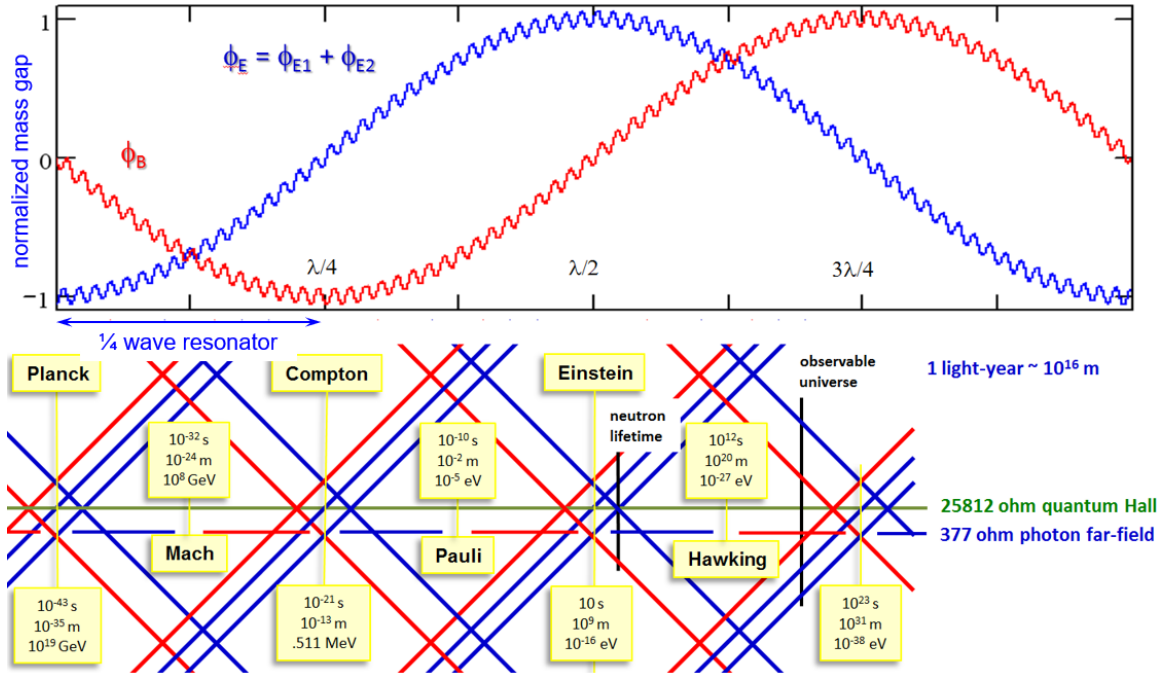 1
0
−1
normalized mass gap
ϕE = ϕE1 + ϕE2
ϕB
λ/4
λ/2
3λ/4
¼ wave resonator
Planck
Compton
Einstein
observable
universe
1 light-year ~ 10¹⁶ m
neutron
lifetime
10⁻³² s
10⁻²⁴ m
10⁸ GeV
10⁻¹⁰ s
10⁻² m
10⁻⁵ eV
10¹² s
10²⁰ m
10⁻²⁷ eV
25812 ohm quantum Hall
377 ohm photon far-field
Mach
Pauli
Hawking
10⁻⁴³ s
10⁻³⁵ m
10¹⁹ GeV
10⁻²¹ s
10⁻¹³ m
.511 MeV
10 s
10⁹ m
10⁻¹⁶ eV
10²³ s
10³¹ m
10⁻³⁸ eV